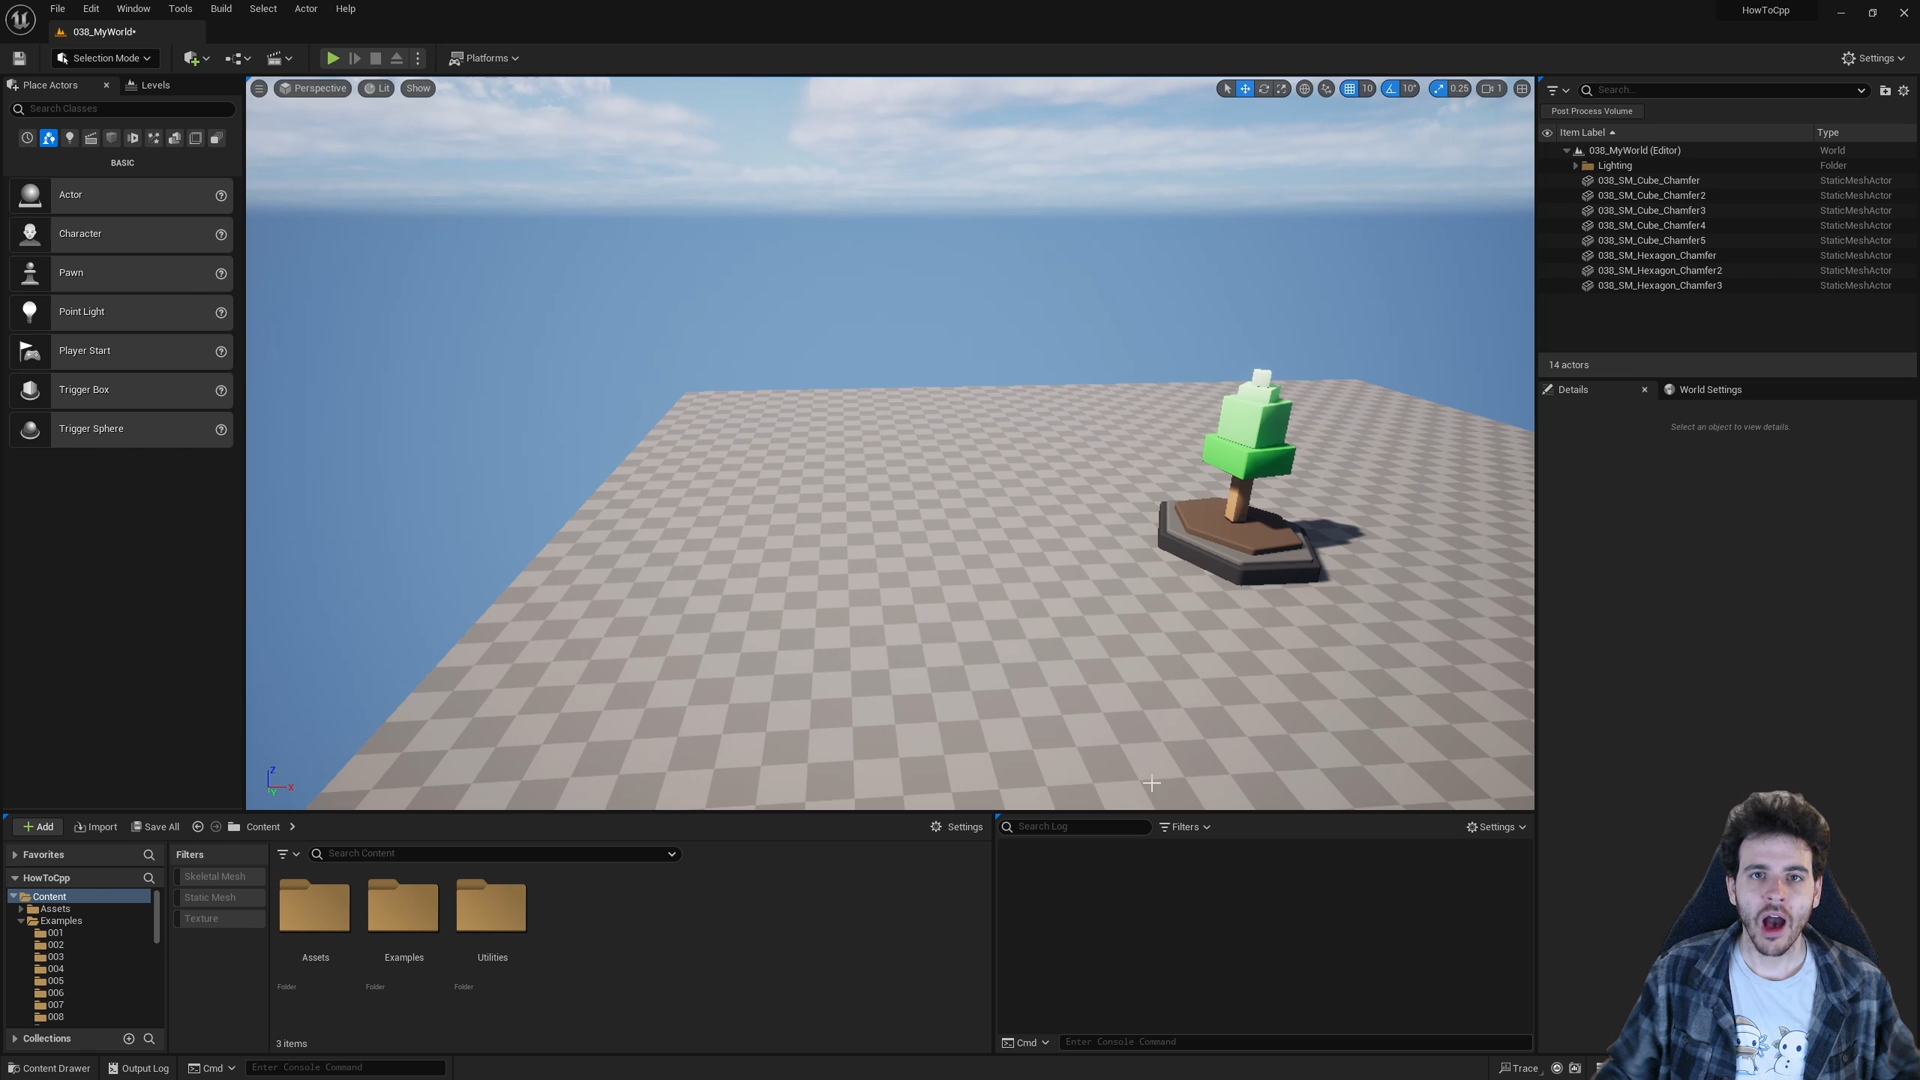 File Edit Window Tools Build Select Actor Help
HowToCpp
038_MyWorld•
Selection Mode
Platforms
Settings
Place Actors
Levels
Search Classes
BASIC
Actor
Character
Pawn
Point Light
Player Start
Trigger Box
Trigger Sphere
Perspective Lit Show
10 10° 0.25 1
Z
X
Y
Search...
Post Process Volume
Item Label Type
038_MyWorld (Editor) World
Lighting Folder
038_SM_Cube_Chamfer StaticMeshActor
038_SM_Cube_Chamfer2 StaticMeshActor
038_SM_Cube_Chamfer3 StaticMeshActor
038_SM_Cube_Chamfer4 StaticMeshActor
038_SM_Cube_Chamfer5 StaticMeshActor
038_SM_Hexagon_Chamfer StaticMeshActor
038_SM_Hexagon_Chamfer2 StaticMeshActor
038_SM_Hexagon_Chamfer3 StaticMeshActor
14 actors
Details World Settings
Select an object to view details.
Add Import Save All Content Settings
Favorites
HowToCpp
Content
Assets
Examples
001
002
003
004
005
006
007
008
Collections
Filters
Skeletal Mesh
Static Mesh
Texture
Search Content
Assets Examples Utilities
Folder Folder Folder
3 items
Search Log Filters Settings
Cmd Enter Console Command
Content Drawer Output Log Cmd Enter Console Command
Trace